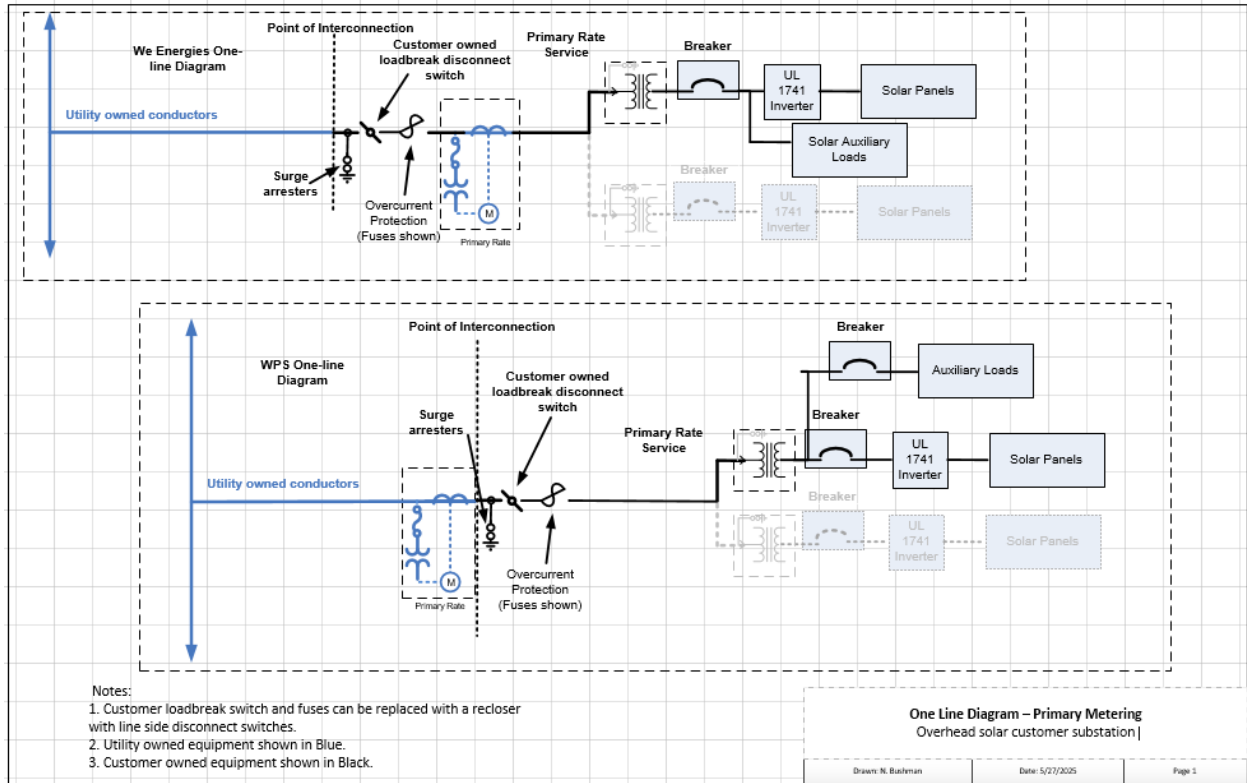 Point of Interconnection
We Energies One-
line Diagram
Customer owned
loadbreak disconnect
switch
Primary Rate
Service
Breaker
UL
1741
Inverter
Solar Panels
Utility owned conductors
Solar Auxiliary
Loads
Surge
arresters
Overcurrent
Protection
(Fuses shown)
M
Primary Rate
Breaker
UL
1741
Inverter
Solar Panels
Point of Interconnection
WPS One-line
Diagram
Customer owned
loadbreak disconnect
switch
Surge
arresters
Primary Rate
Service
Breaker
Auxiliary Loads
Breaker
UL
1741
Inverter
Solar Panels
Utility owned conductors
M
Primary Rate
Overcurrent
Protection
(Fuses shown)
Breaker
UL
1741
Inverter
Solar Panels
Notes:
1. Customer loadbreak switch and fuses can be replaced with a recloser
with line side disconnect switches.
2. Utility owned equipment shown in Blue.
3. Customer owned equipment shown in Black.
One Line Diagram – Primary Metering
Overhead solar customer substation
Drawn: N. Bushman
Date: 5/27/2025
Page 1